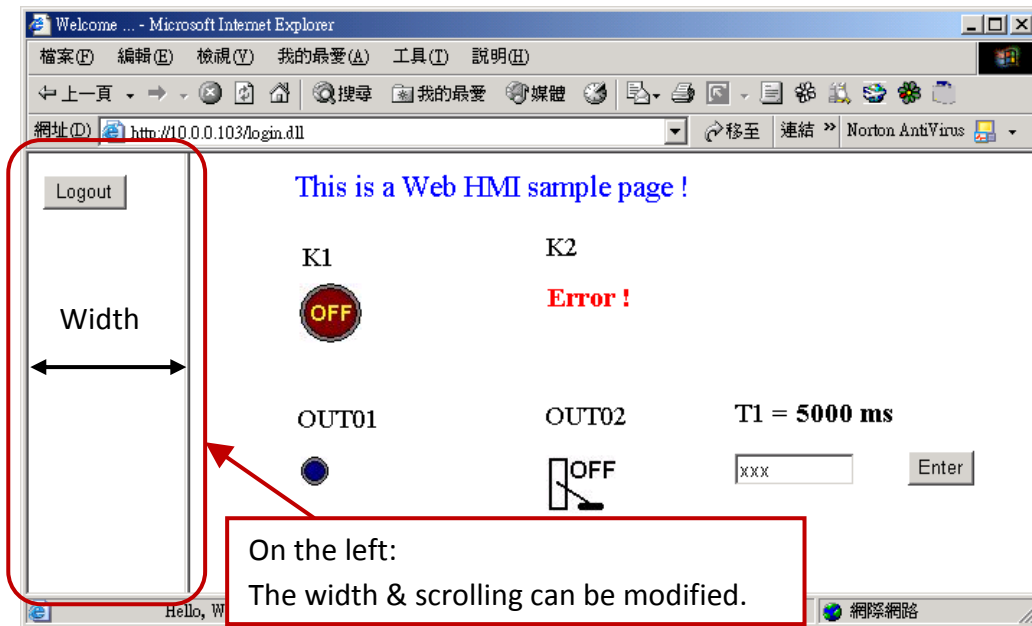 Welcome ... - Microsoft Internet Explorer
檔案(F) 編輯(E) 檢視(V) 我的最愛(A) 工具(T) 說明(H)
上一頁 搜尋 我的最愛 媒體
網址(D) http://10.0.0.103/login.dll 移至 連結 » Norton AntiVirus
Logout
This is a Web HMI sample page !
K1
K2
OFF
Error !
Width
OUT01
OUT02
T1 = 5000 ms
OFF
xxx
Enter
On the left:
The width & scrolling can be modified.
Hello, W
網際網路